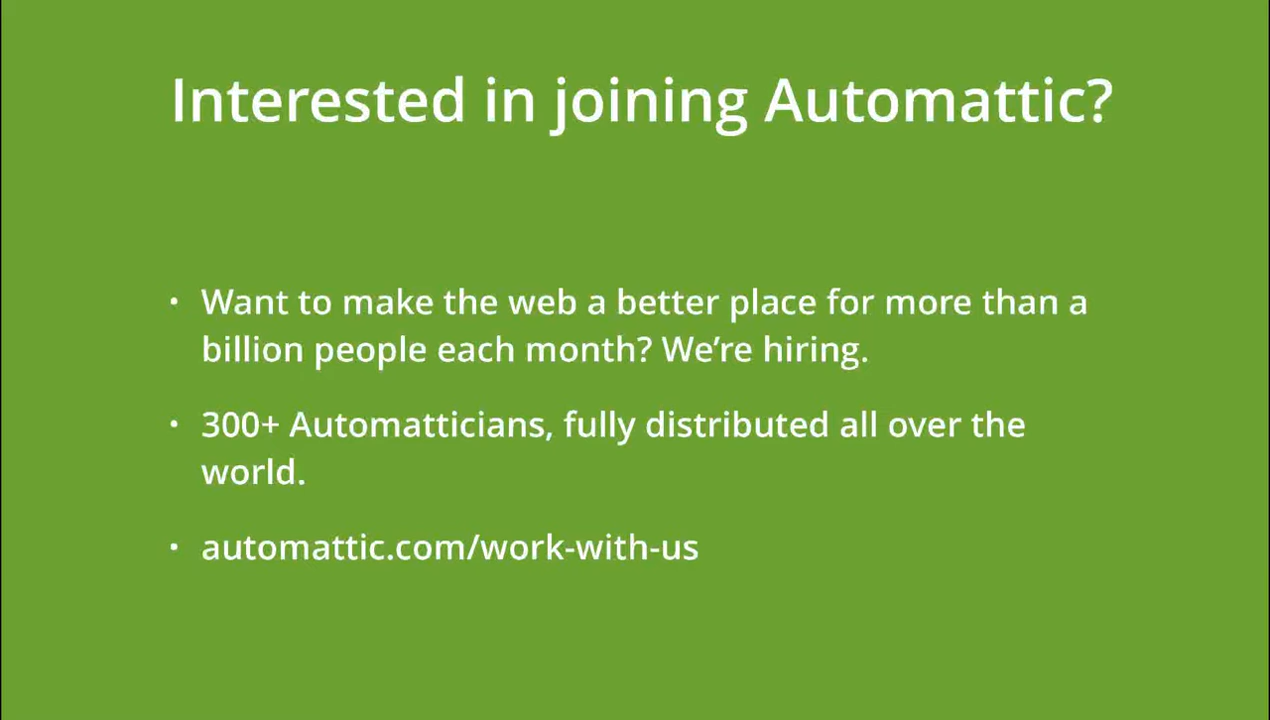 Interested in joining Automattic?
• Want to make the web a better place for more than a
billion people each month? We’re hiring.
• 300+ Automatticians, fully distributed all over the
world.
• automattic.com/work-with-us